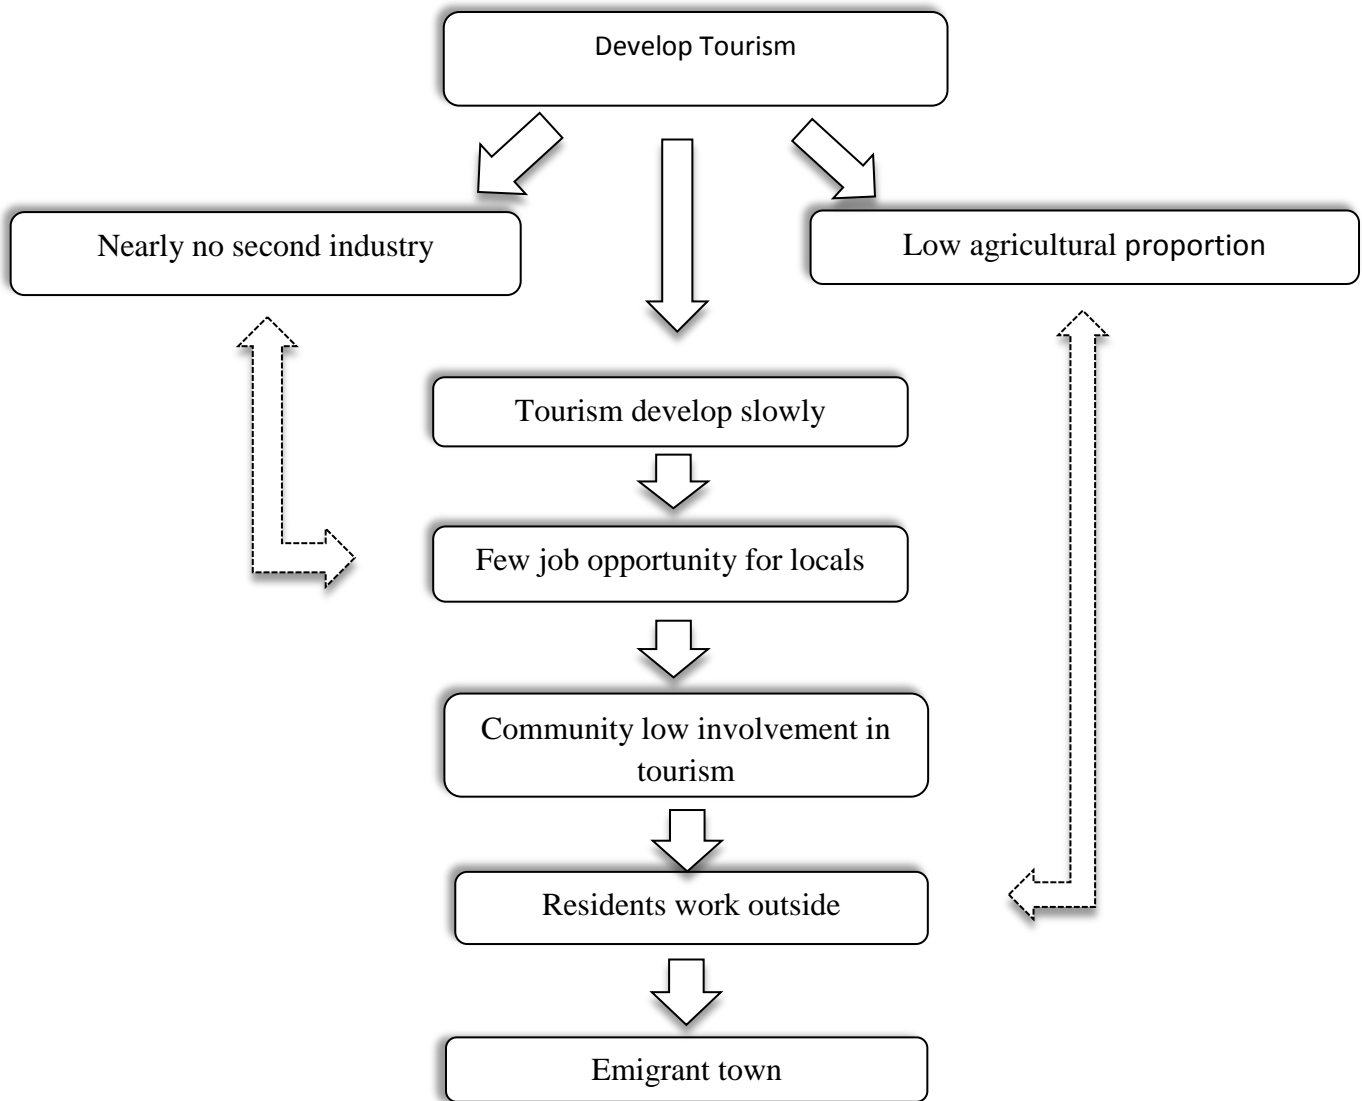 Develop Tourism
Nearly no second industry
Low agricultural proportion
Tourism develop slowly
Few job opportunity for locals
Community low involvement in
tourism
Residents work outside
Emigrant town